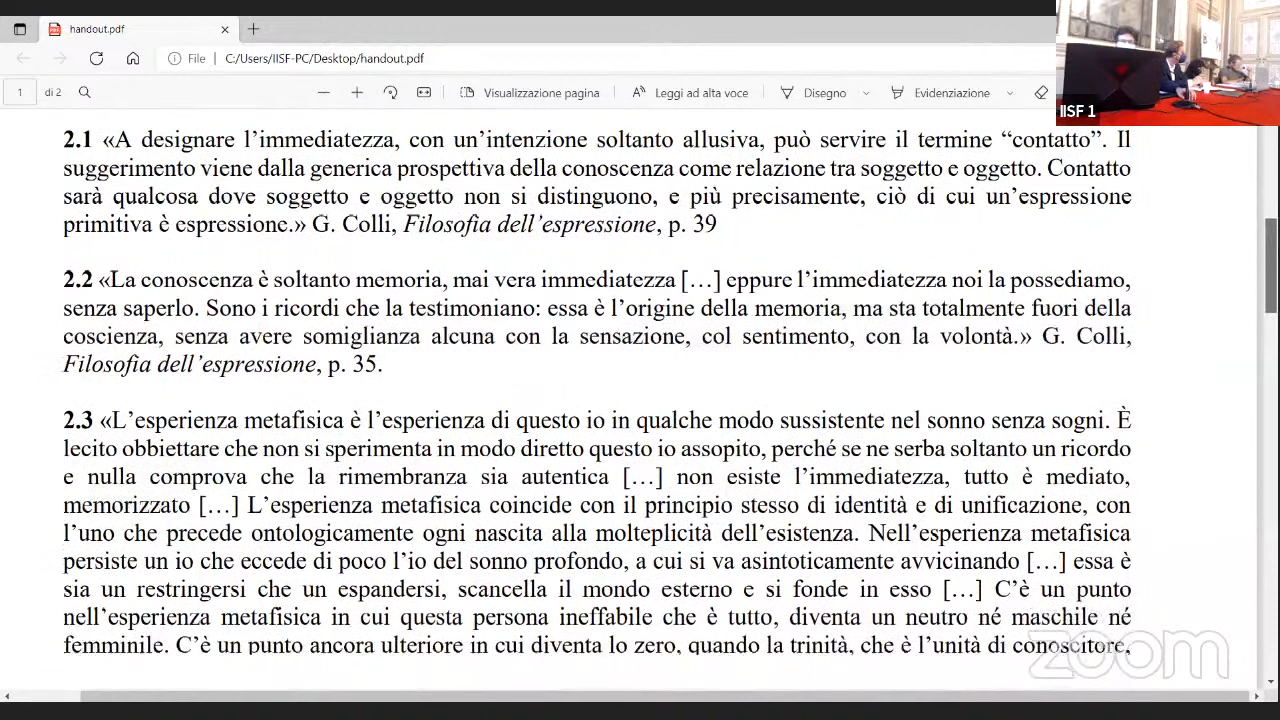 handout.pdf
File
C:/Users/IISF-PC/Desktop/handout.pdf
1 di 2
Visualizzazione pagina
Leggi ad alta voce
Disegno
Evidenziazione
IISF 1
2.1 «A designare l’immediatezza, con un’intenzione soltanto allusiva, può servire il termine “contatto”. Il
suggerimento viene dalla generica prospettiva della conoscenza come relazione tra soggetto e oggetto. Contatto
sarà qualcosa dove soggetto e oggetto non si distinguono, e più precisamente, ciò di cui un’espressione
primitiva è espressione.» G. Colli, Filosofia dell’espressione, p. 39
2.2 «La conoscenza è soltanto memoria, mai vera immediatezza […] eppure l’immediatezza noi la possediamo,
senza saperlo. Sono i ricordi che la testimoniano: essa è l’origine della memoria, ma sta totalmente fuori della
coscienza, senza avere somiglianza alcuna con la sensazione, col sentimento, con la volontà.» G. Colli,
Filosofia dell’espressione, p. 35.
2.3 «L’esperienza metafisica è l’esperienza di questo io in qualche modo sussistente nel sonno senza sogni. È
lecito obbiettare che non si sperimenta in modo diretto questo io assopito, perché se ne serba soltanto un ricordo
e nulla comprova che la rimembranza sia autentica […] non esiste l’immediatezza, tutto è mediato,
memorizzato […] L’esperienza metafisica coincide con il principio stesso di identità e di unificazione, con
l’uno che precede ontologicamente ogni nascita alla molteplicità dell’esistenza. Nell’esperienza metafisica
persiste un io che eccede di poco l’io del sonno profondo, a cui si va asintoticamente avvicinando […] essa è
sia un restringersi che un espandersi, scancella il mondo esterno e si fonde in esso […] C’è un punto
nell’esperienza metafisica in cui questa persona ineffabile che è tutto, diventa un neutro né maschile né
femminile. C’è un punto ancora ulteriore in cui diventa lo zero, quando la trinità, che è l’unità di conoscitore,
zoom